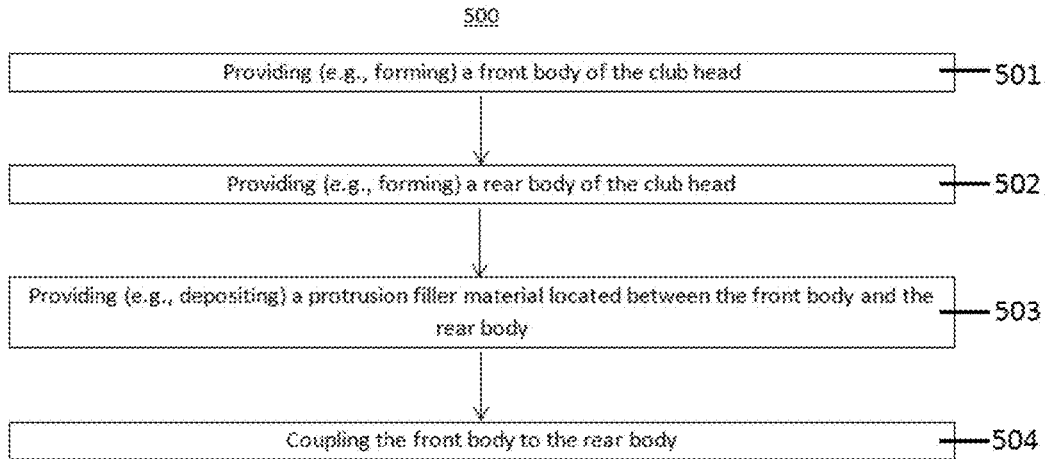 500
Providing (e.g., forming) a front body of the club head
501
Providing (e.g., forming) a rear body of the club head
502
Providing (e.g., depositing) a protrusion filler material located between the front body and the
rear body
503
Coupling the front body to the rear body
504